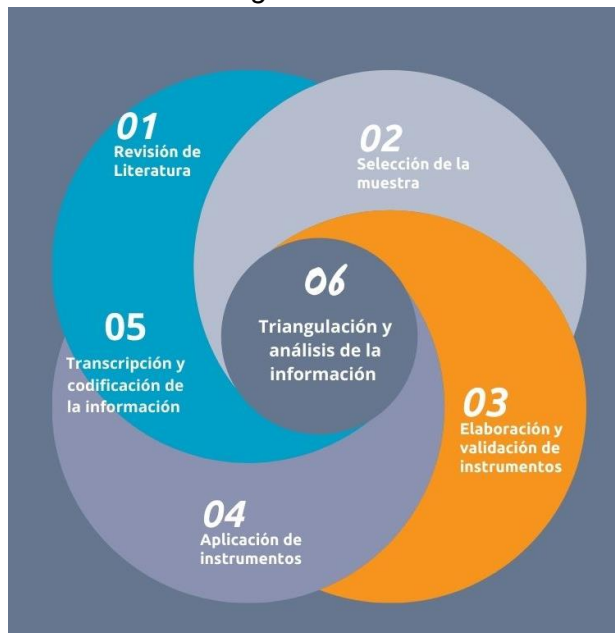 01
Revisión de
Literatura
02
Selección de la
muestra
03
Elaboración y
validación de
instrumentos
04
Aplicación de
instrumentos
05
Transcripción y
codificación de
la información
06
Triangulación y
análisis de la
información